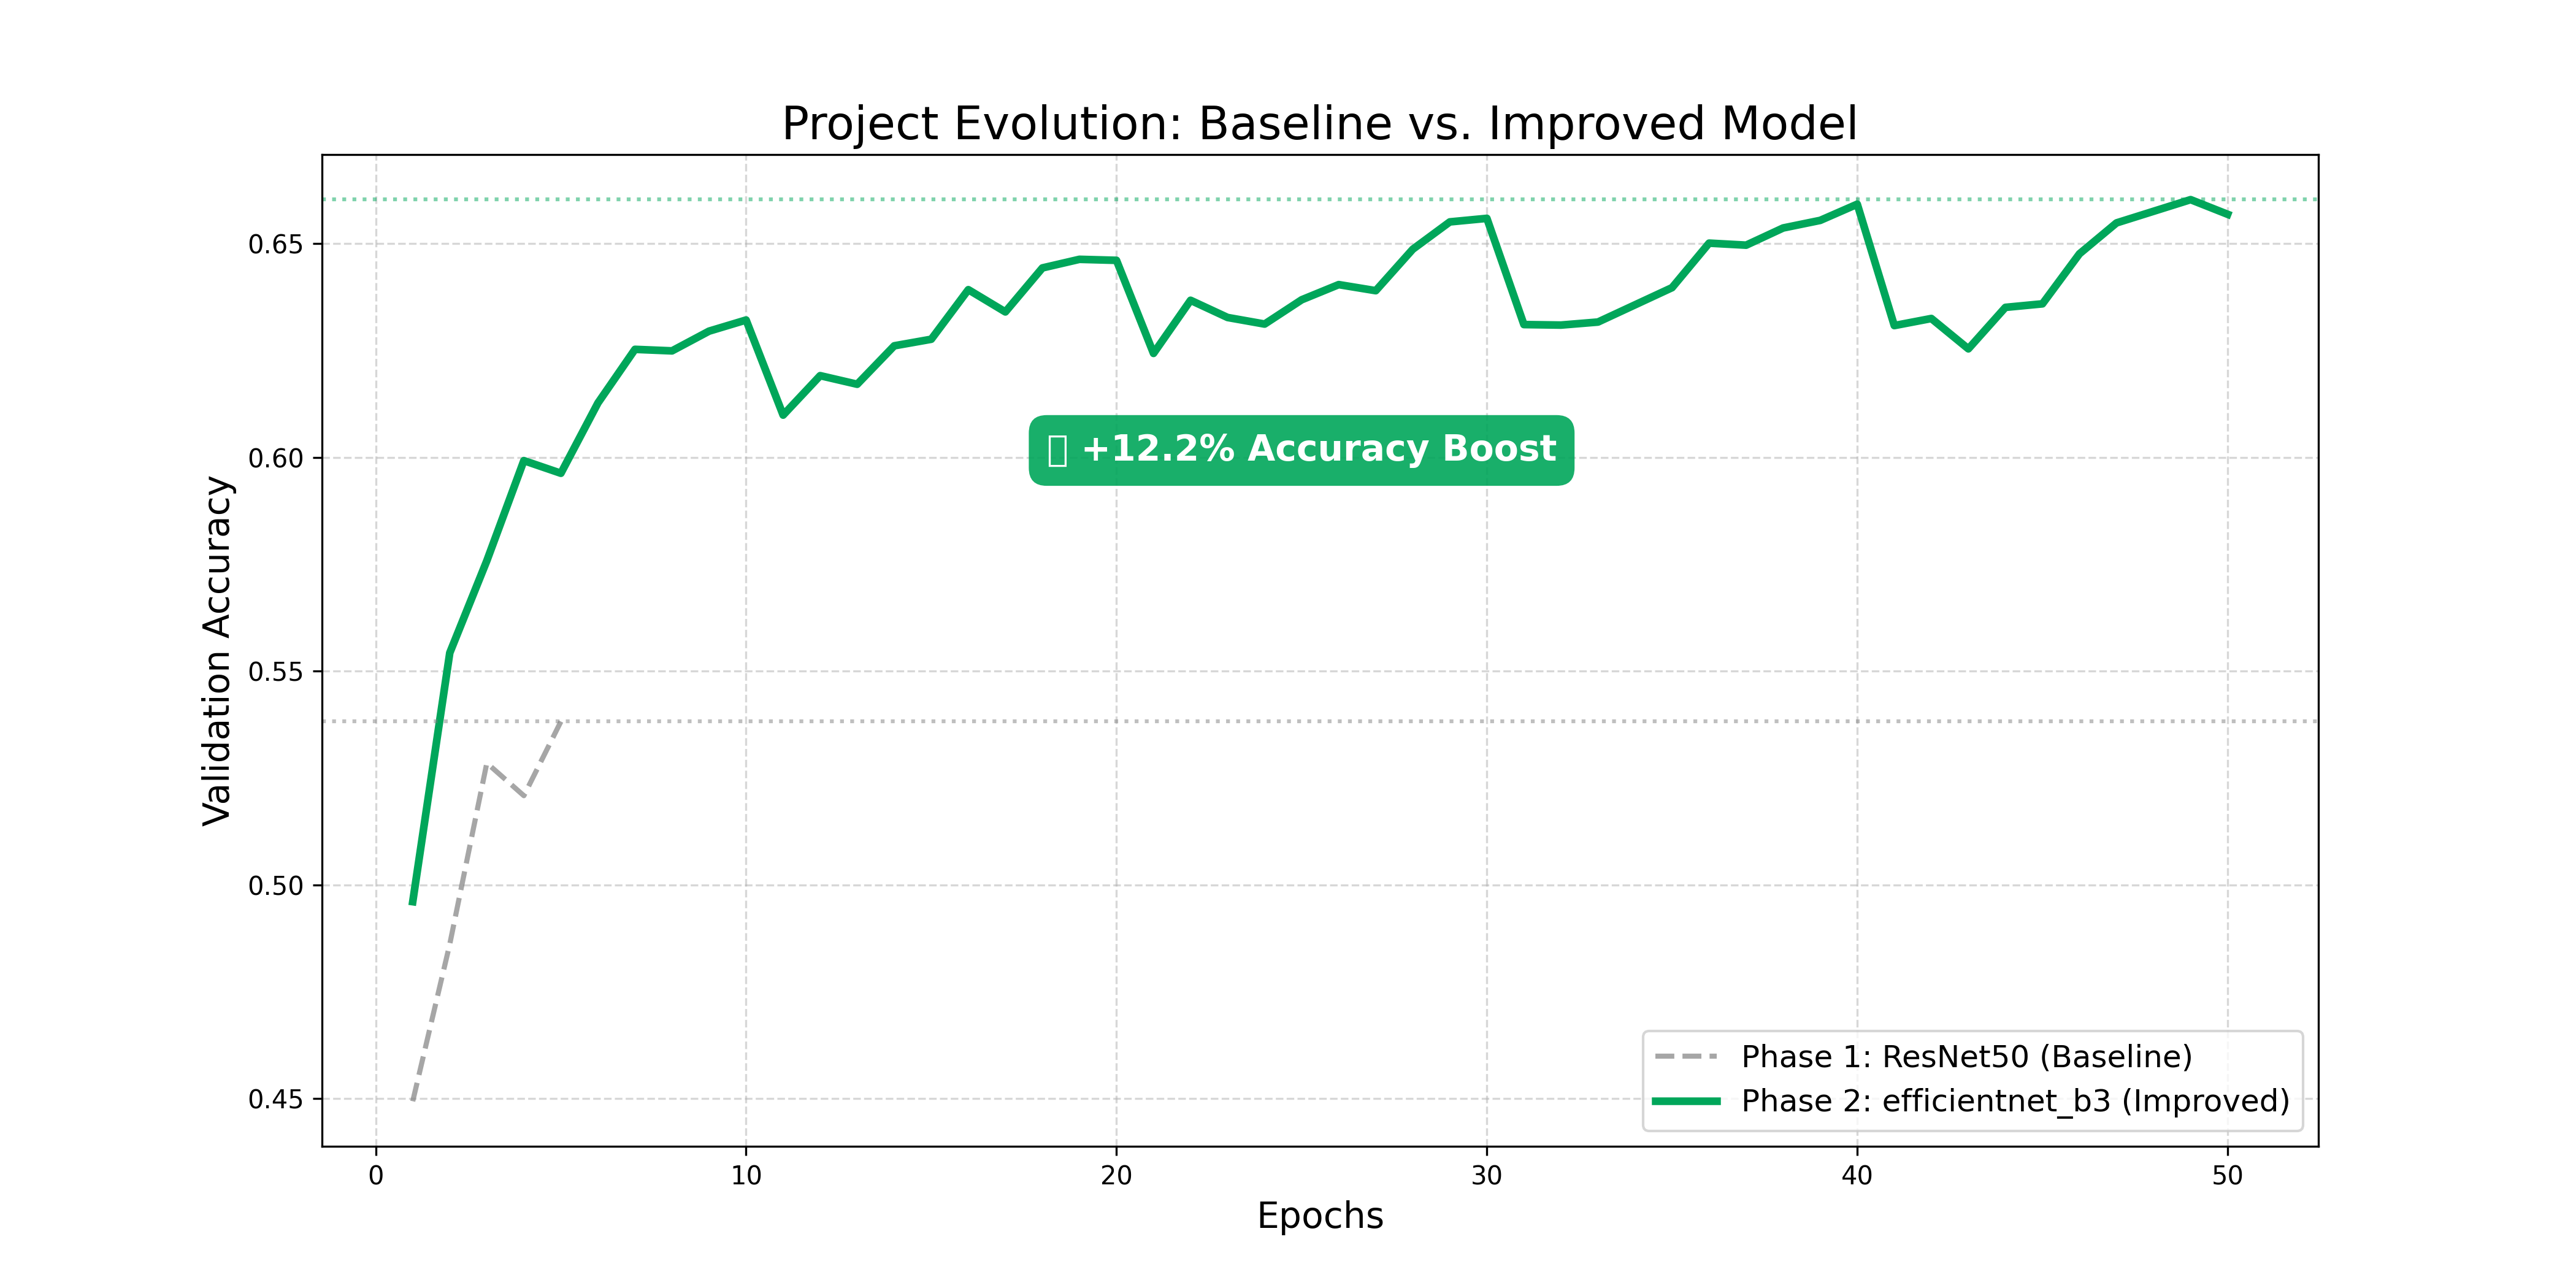 Project Evolution: Baseline vs. Improved Model
Validation Accuracy
0.65
0.60
0.55
0.50
0.45
+12.2% Accuracy Boost
Phase 1: ResNet50 (Baseline)
Phase 2: efficientnet_b3 (Improved)
0 10 20 30 40 50
Epochs